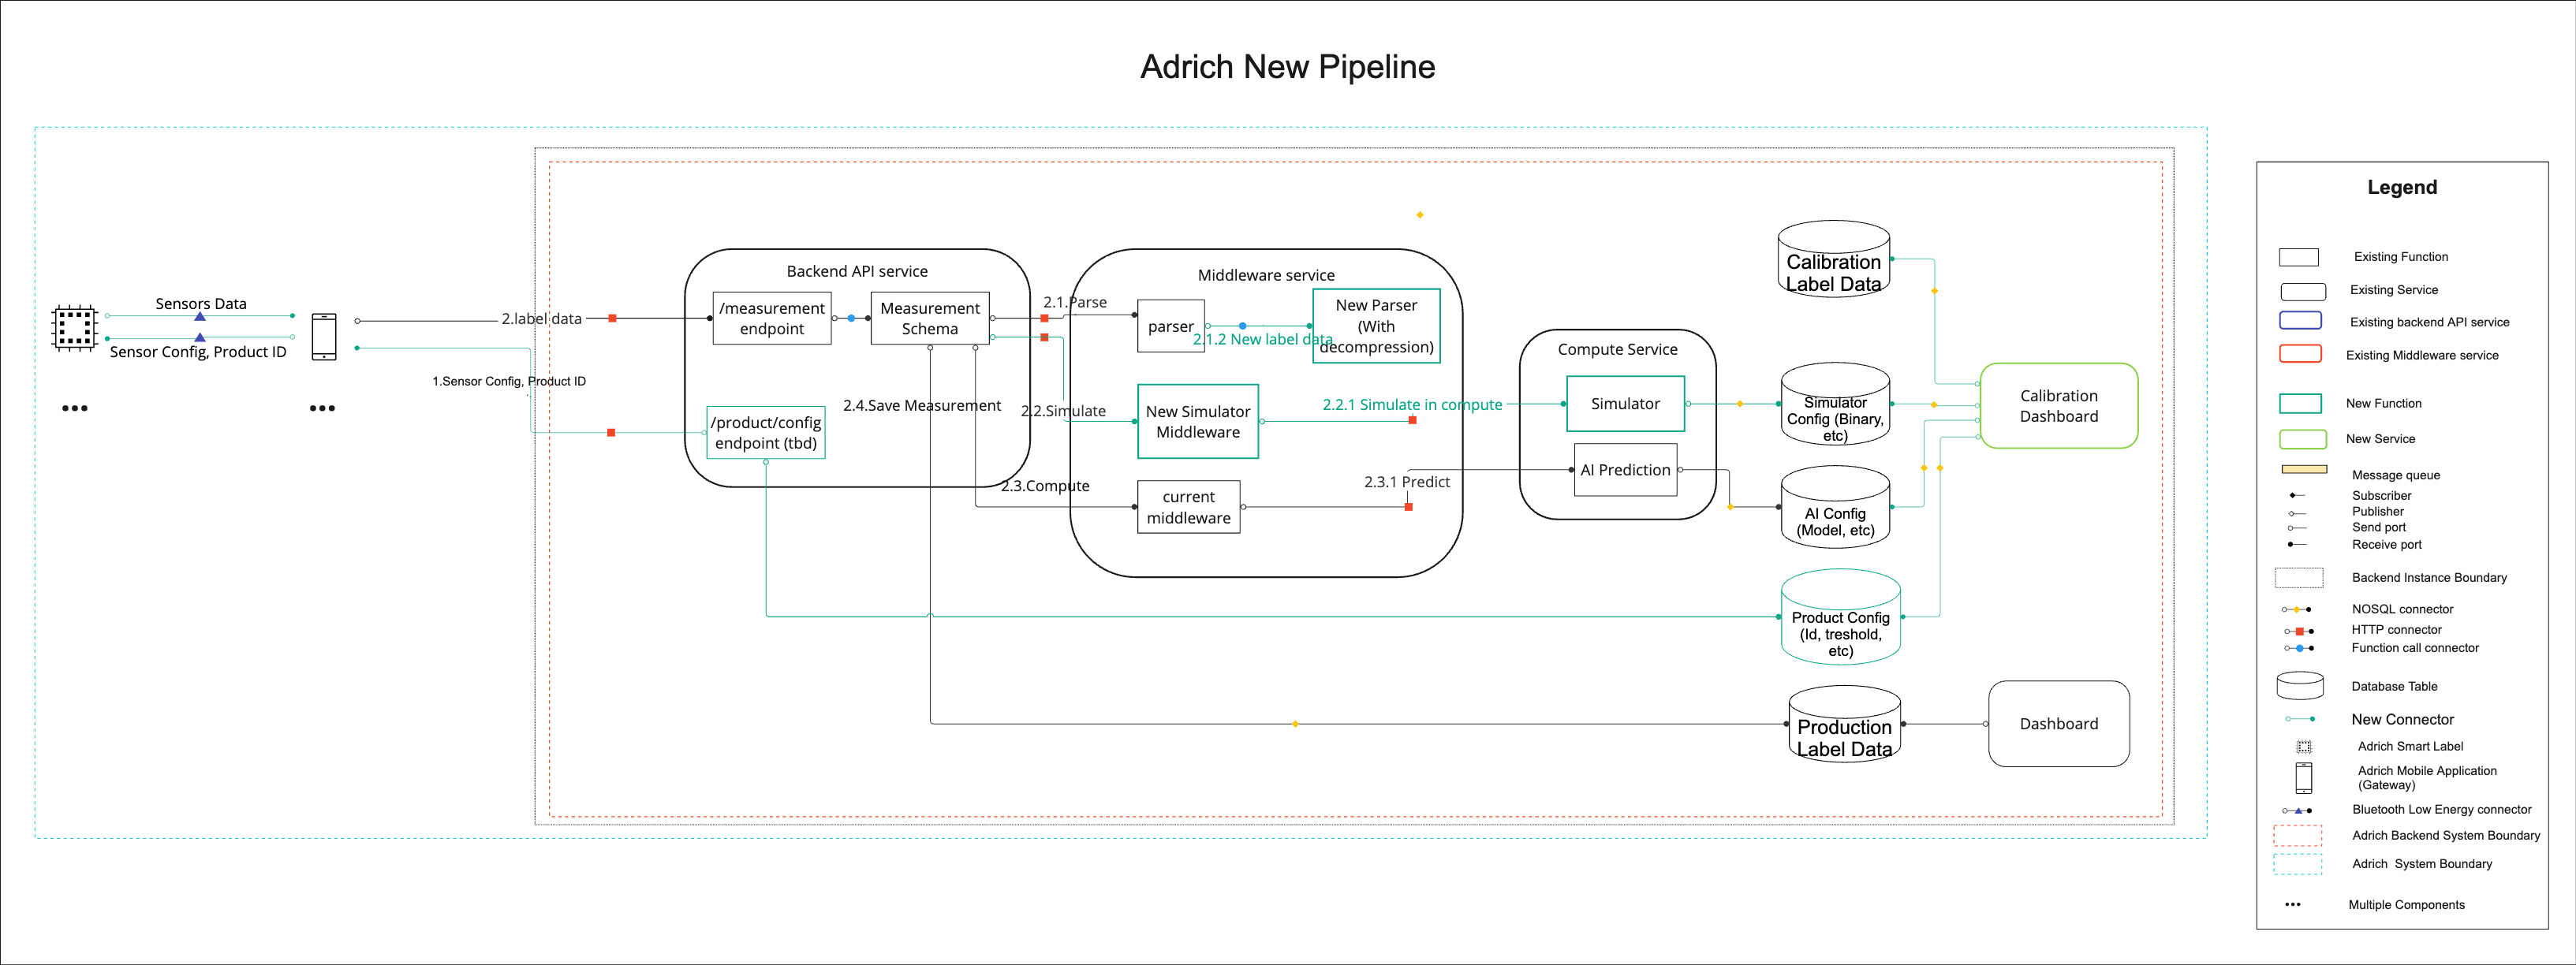 Adrich New Pipeline
Sensors Data
Sensor Config, Product ID
2.label data
1.Sensor Config, Product ID
Backend API service
/measurement
endpoint
Measurement
Schema
/product/config
endpoint (tbd)
2.4.Save Measurement
2.1.Parse
2.2.Simulate
2.3.Compute
Middleware service
parser
2.1.2 New label data
New Parser
(With
decompression)
New Simulator
Middleware
current
middleware
2.2.1 Simulate in compute
2.3.1 Predict
Compute Service
Simulator
AI Prediction
Calibration
Label Data
Simulator
Config (Binary,
etc)
AI Config
(Model, etc)
Product Config
(Id, treshold,
etc)
Production
Label Data
Calibration
Dashboard
Dashboard
Legend
Existing Function
Existing Service
Existing backend API service
Existing Middleware service
New Function
New Service
Message queue
Subscriber
Publisher
Send port
Receive port
Backend Instance Boundary
NOSQL connector
HTTP connector
Function call connector
Database Table
New Connector
Adrich Smart Label
Adrich Mobile Application
(Gateway)
Bluetooth Low Energy connector
Adrich Backend System Boundary
Adrich System Boundary
Multiple Components